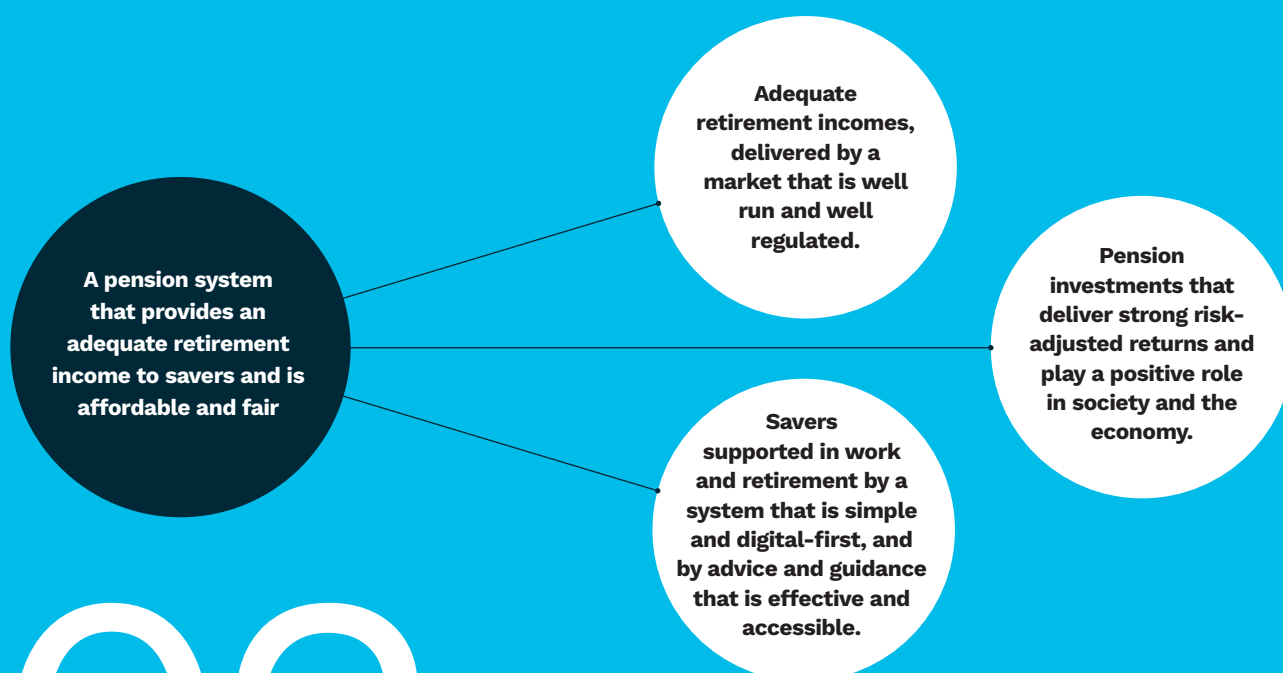 A pension system
that provides an
adequate retirement
income to savers and is
affordable and fair
Adequate
retirement incomes,
delivered by a
market that is well
run and well
regulated.
Pension
investments that
deliver strong risk-
adjusted returns and
play a positive role
in society and the
economy.
Savers
supported in work
and retirement by a
system that is simple
and digital-first, and
by advice and guidance
that is effective and
accessible.